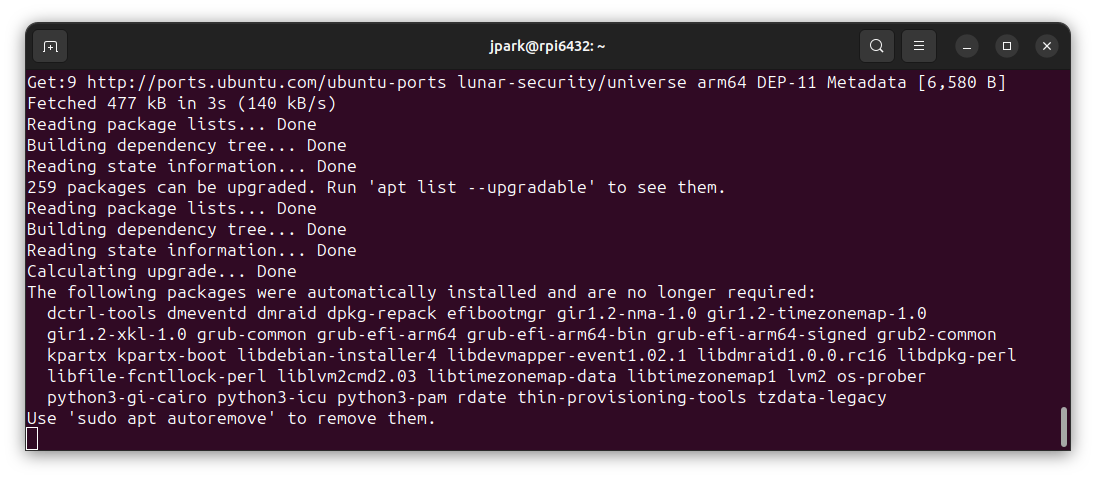 jpark@rpi6432: ~
Get:9 http://ports.ubuntu.com/ubuntu-ports lunar-security/universe arm64 DEP-11 Metadata [6,580 B]
Fetched 477 kB in 3s (140 kB/s)
Reading package lists... Done
Building dependency tree... Done
Reading state information... Done
259 packages can be upgraded. Run 'apt list --upgradable' to see them.
Reading package lists... Done
Building dependency tree... Done
Reading state information... Done
Calculating upgrade... Done
The following packages were automatically installed and are no longer required:
  dctrl-tools dmeventd dmraid dpkg-repack efibootmgr gir1.2-nma-1.0 gir1.2-timezonemap-1.0
  gir1.2-xkl-1.0 grub-common grub-efi-arm64 grub-efi-arm64-bin grub-efi-arm64-signed grub2-common
  kpartx kpartx-boot libdebian-installer4 libdevmapper-event1.02.1 libdmraid1.0.0.rc16 libdpkg-perl
  libfile-fcntllock-perl liblvm2cmd2.03 libtimezonemap-data libtimezonemap1 lvm2 os-prober
  python3-gi-cairo python3-icu python3-pam rdate thin-provisioning-tools tzdata-legacy
Use 'sudo apt autoremove' to remove them.